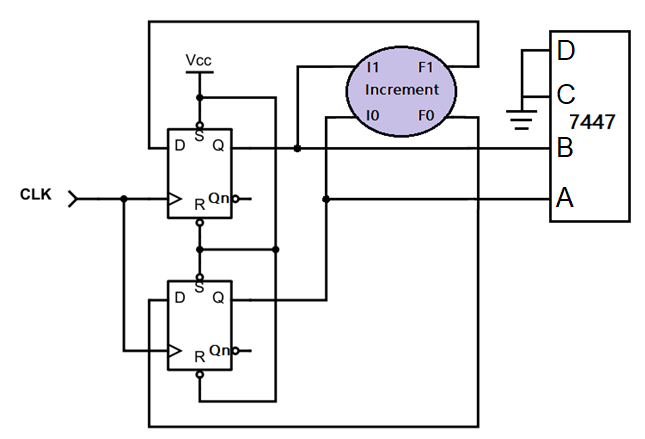 Vcc
I1 F1
Increment
I0 F0
D
C
7447
B
A
S
D Q
CLK
R Qn
S
D Q
R Qn